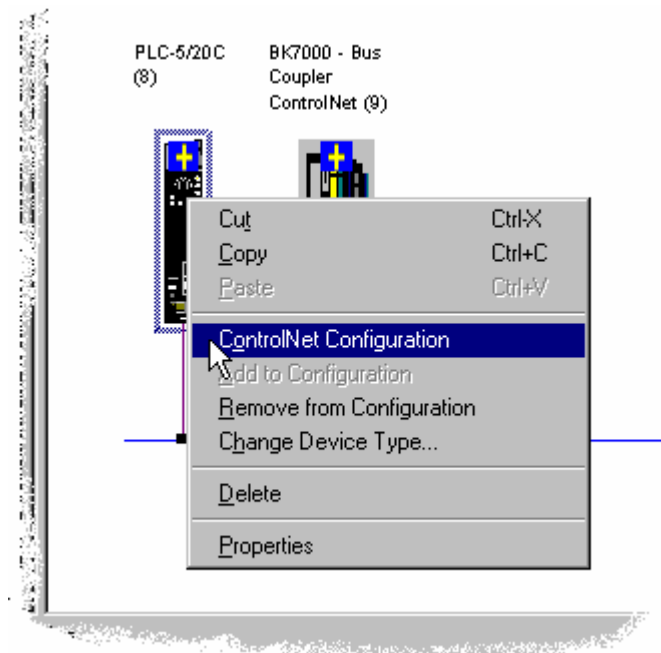 PLC-5/20C
(8)
BK7000 - Bus
Coupler
ControlNet (9)
Cut Ctrl-X
Copy Ctrl+C
Paste Ctrl+V
ControlNet Configuration
Add to Configuration
Remove from Configuration
Change Device Type...
Delete
Properties